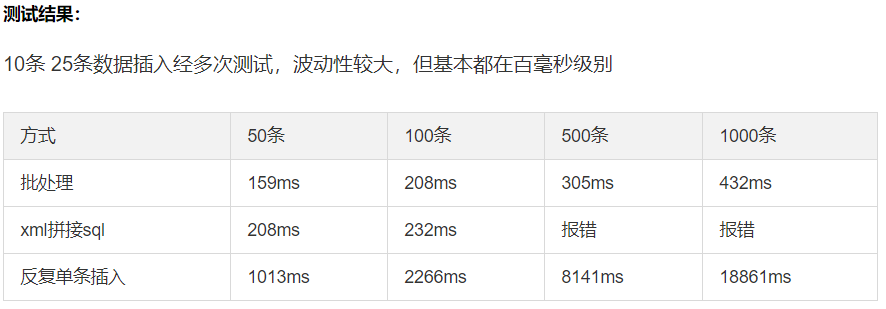 测试结果：
10条 25条数据插入经多次测试，波动性较大，但基本都在百毫秒级别
方式 50条 100条 500条 1000条
批处理 159ms 208ms 305ms 432ms
xml拼接sql 208ms 232ms 报错 报错
反复单条插入 1013ms 2266ms 8141ms 18861ms